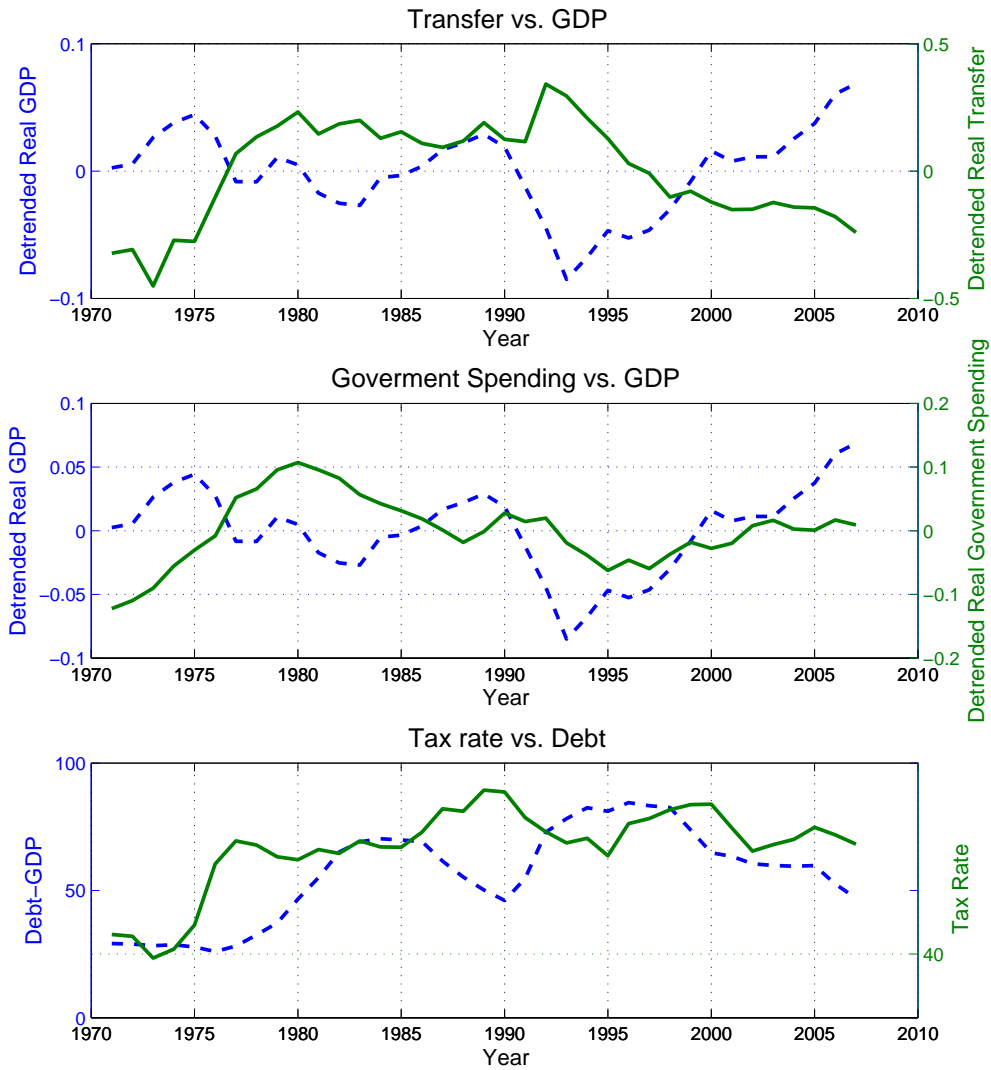 Transfer vs. GDP
0.1
0
−0.1
Detrended Real GDP
0.5
0
−0.5
Detrended Real Transfer
1970 1975 1980 1985 1990 1995 2000 2005 2010
Year
Goverment Spending vs. GDP
0.1
0.05
0
−0.05
−0.1
Detrended Real GDP
0.2
0.1
0
−0.1
−0.2
Detrended Real Government Spending
1970 1975 1980 1985 1990 1995 2000 2005 2010
Year
Tax rate vs. Debt
100
50
0
Debt−GDP
40
Tax Rate
1970 1975 1980 1985 1990 1995 2000 2005 2010
Year